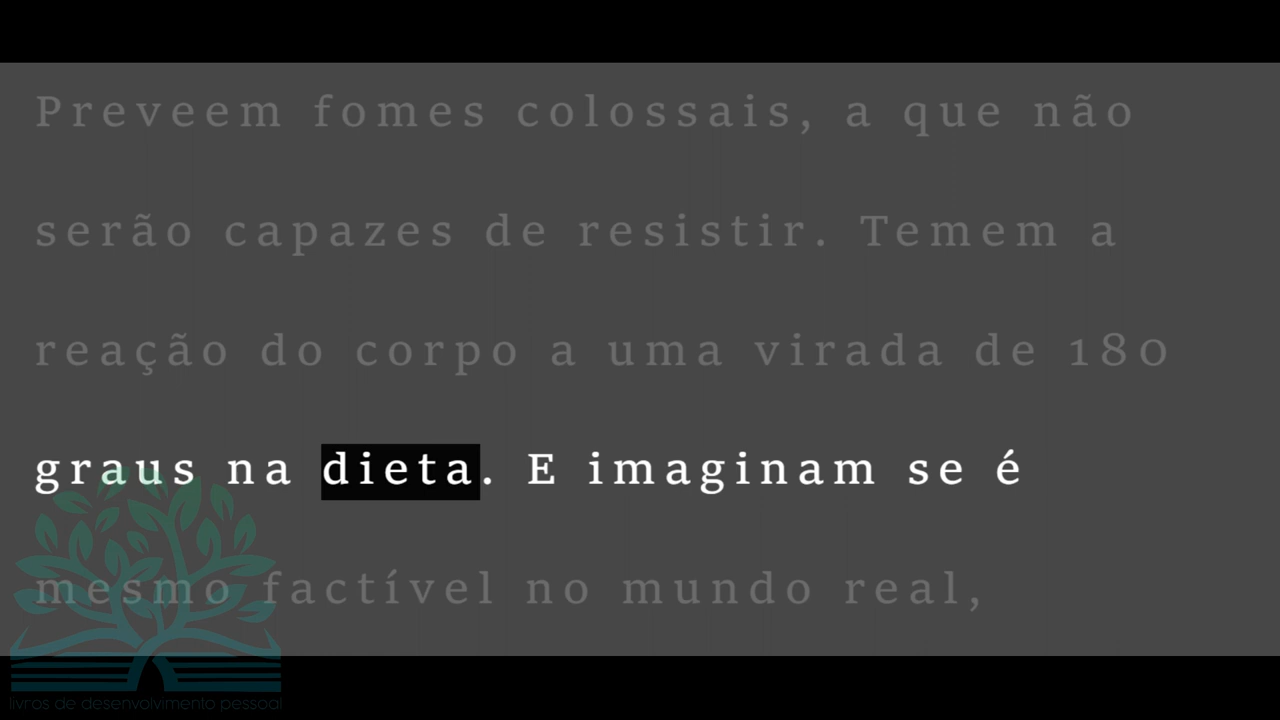 Preveem fomes colossais, a que não
serão capazes de resistir. Temem a
reação do corpo a uma virada de 180
graus na dieta. E imaginam se é
mesmo factível no mundo real,
livros de desenvolvimento pessoal